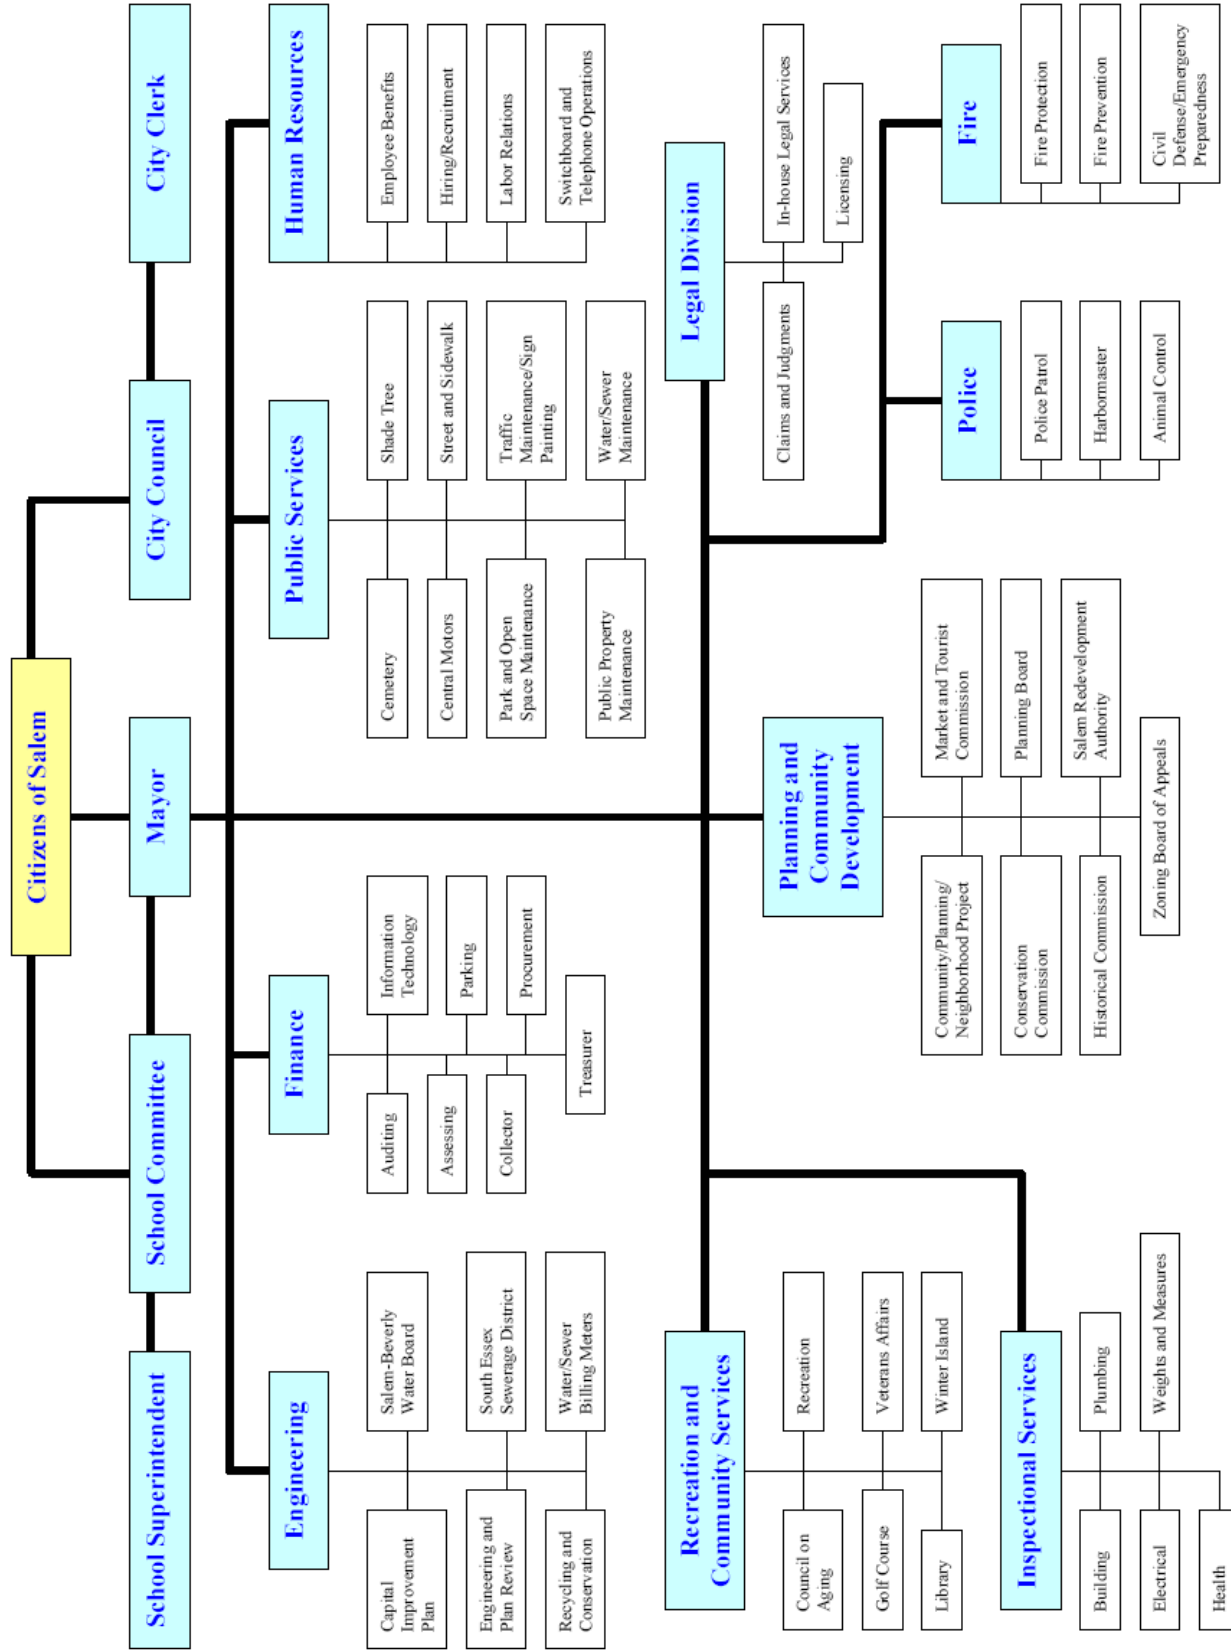 Citizens of Salem
School Superintendent
School Committee
Mayor
City Council
City Clerk
Engineering
Capital
Improvement
Plan
Salem-Beverly
Water Board
Engineering and
Plan Review
South Essex
Sewerage District
Recycling and
Conservation
Water/Sewer
Billing Meters
Finance
Auditing
Information
Technology
Assessing
Parking
Collector
Procurement
Treasurer
Public Services
Cemetery
Shade Tree
Central Motors
Street and Sidewalk
Park and Open
Space Maintenance
Traffic
Maintenance/Sign
Painting
Public Property
Maintenance
Water/Sewer
Maintenance
Human Resources
Employee Benefits
Hiring/Recruitment
Labor Relations
Switchboard and
Telephone Operations
Recreation and
Community Services
Council on
Aging
Recreation
Golf Course
Veterans Affairs
Library
Winter Island
Inspectional Services
Building
Plumbing
Electrical
Weights and Measures
Health
Planning and
Community
Development
Community/Planning/
Neighborhood Project
Market and Tourist
Commission
Conservation
Commission
Planning Board
Historical Commission
Salem Redevelopment
Authority
Zoning Board of Appeals
Legal Division
Claims and Judgments
In-house Legal Services
Licensing
Police
Police Patrol
Harbormaster
Animal Control
Fire
Fire Protection
Fire Prevention
Civil
Defense/Emergency
Preparedness